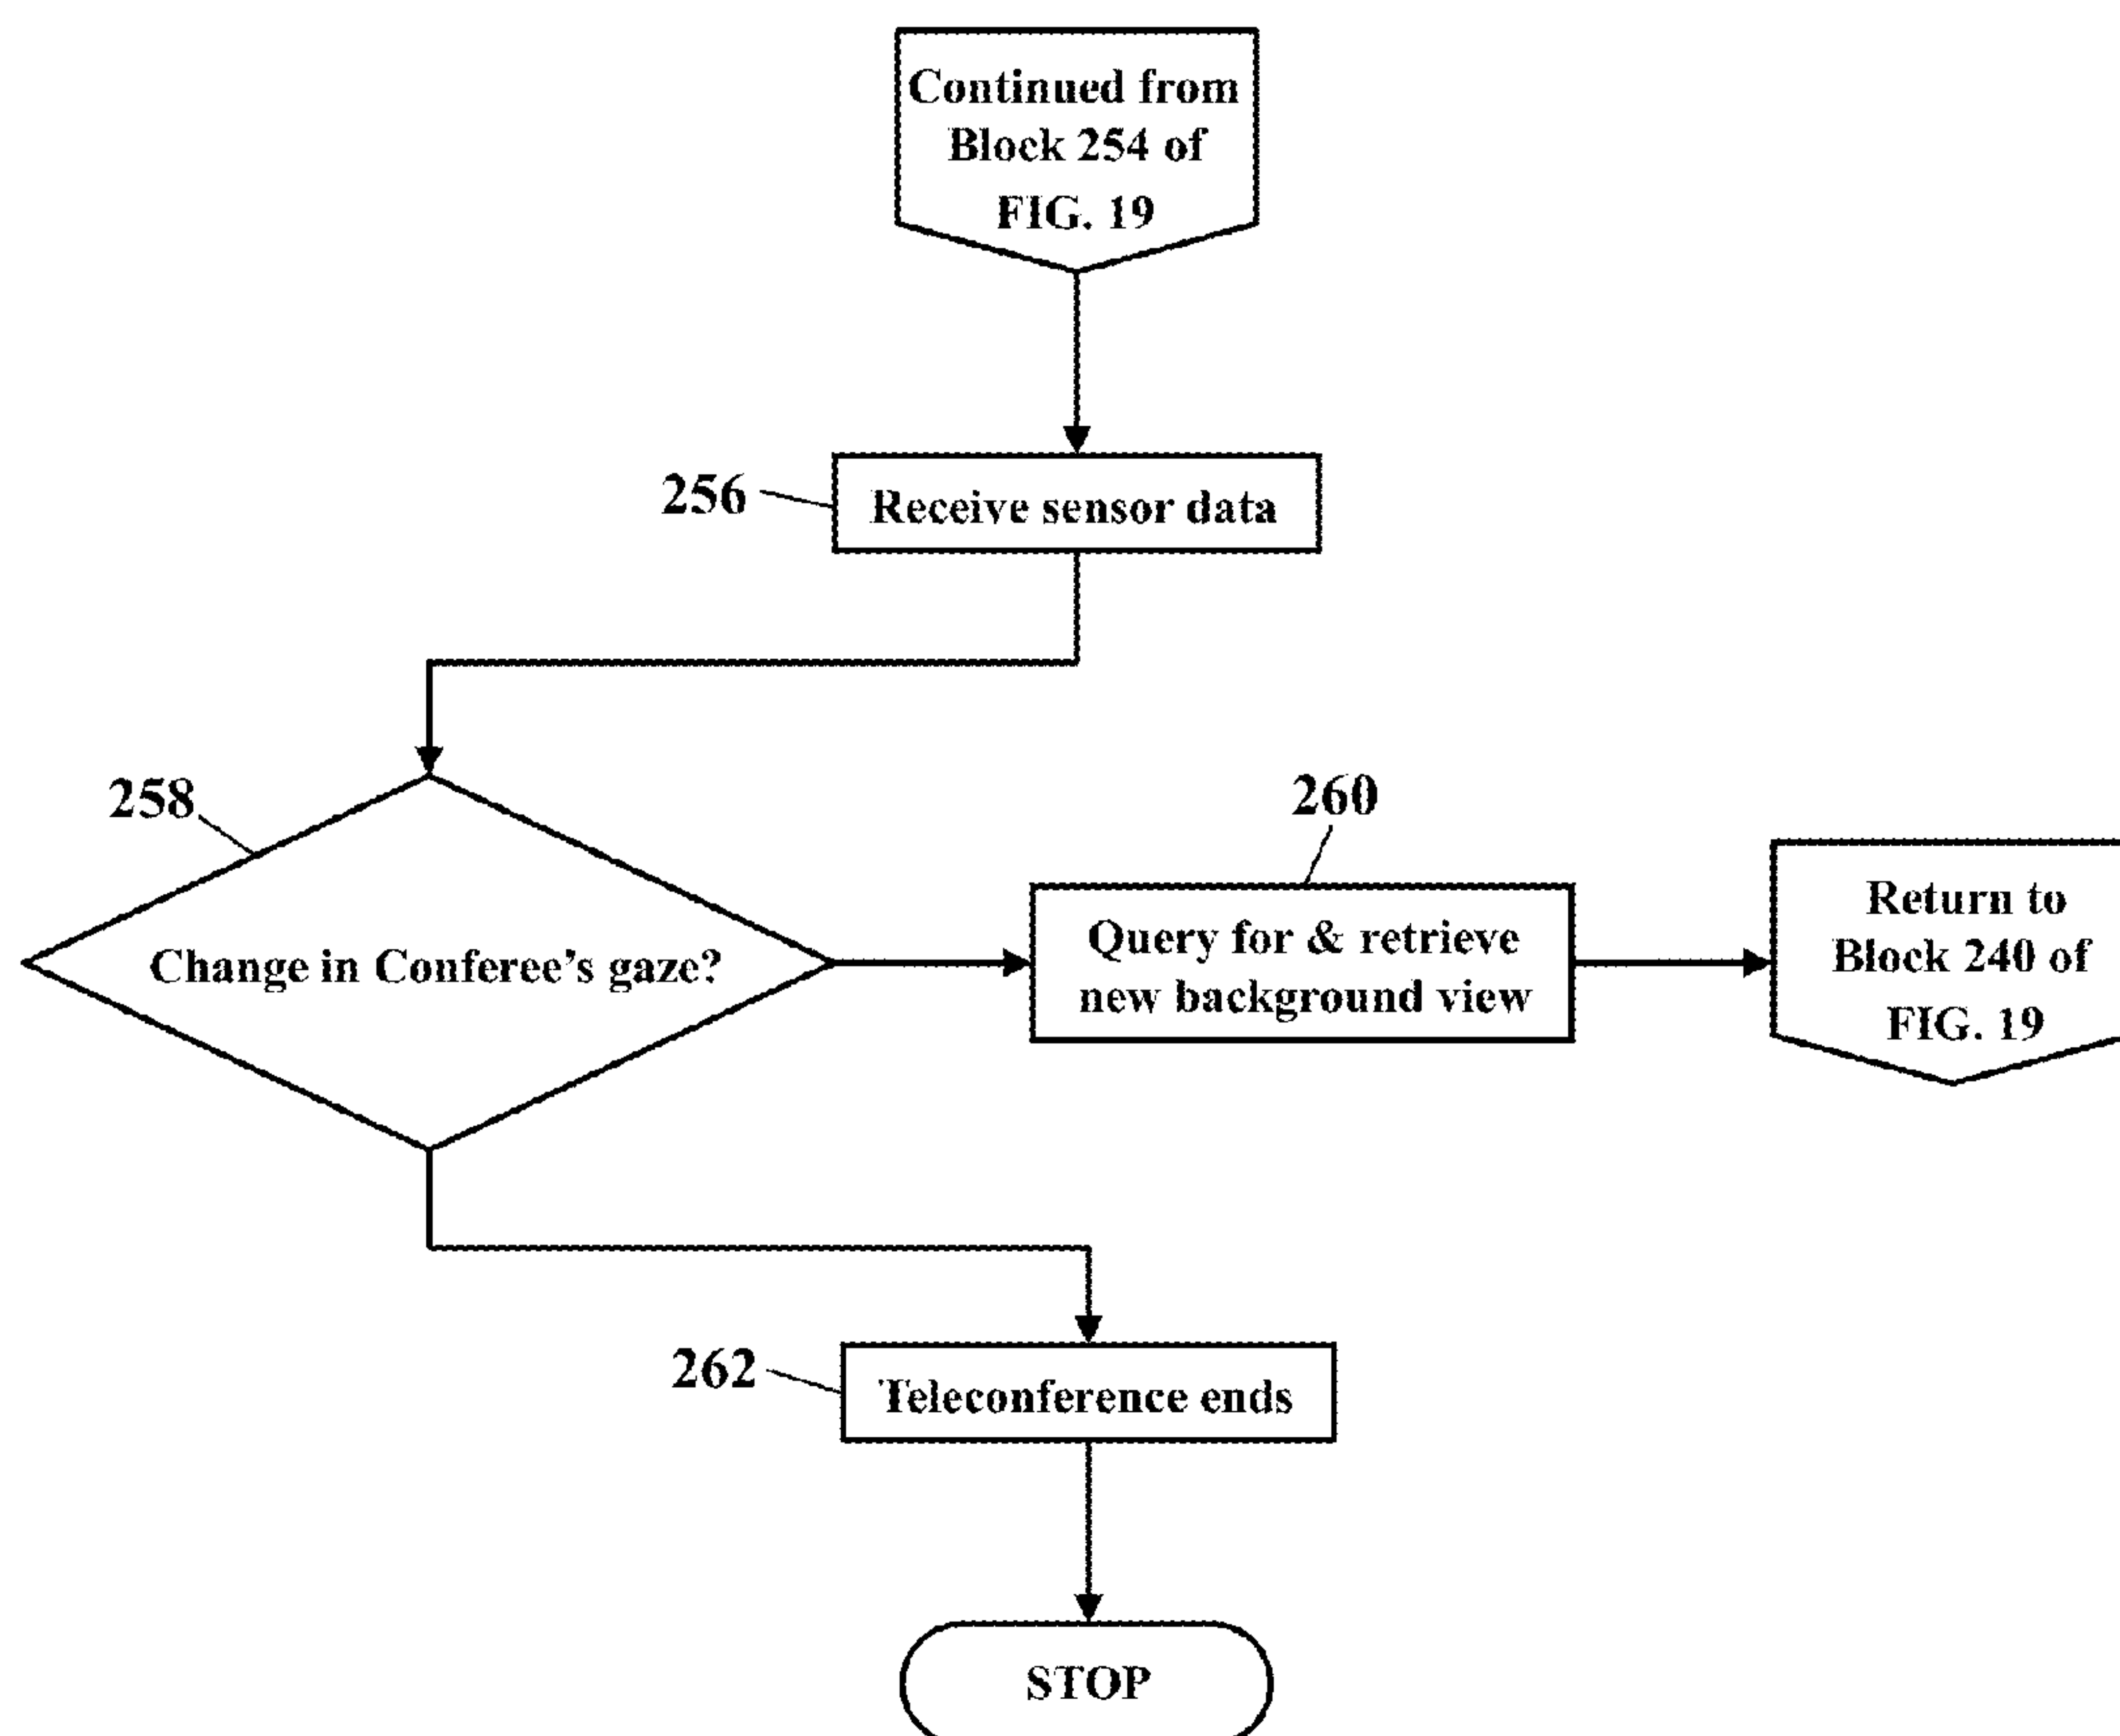 Continued from
Block 254 of
FIG. 19
256
Receive sensor data
258
Change in Conferee's gaze?
260
Query for & retrieve
new background view
Return to
Block 240 of
FIG. 19
262
Teleconference ends
STOP